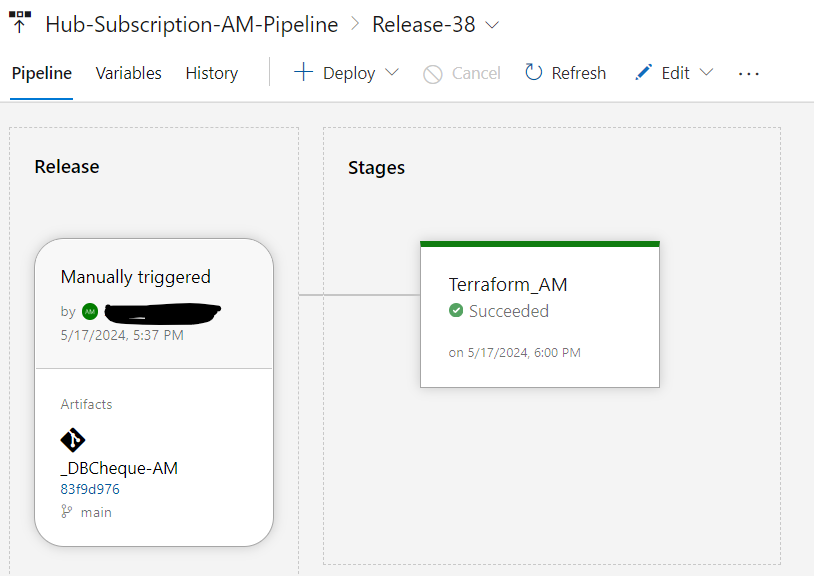 Hub-Subscription-AM-Pipeline > Release-38
Pipeline Variables History + Deploy Cancel Refresh Edit ...
Release
Stages
Manually triggered
by AM
5/17/2024, 5:37 PM
Terraform_AM
Succeeded
on 5/17/2024, 6:00 PM
Artifacts
_DBCheque-AM
83f9d976
main